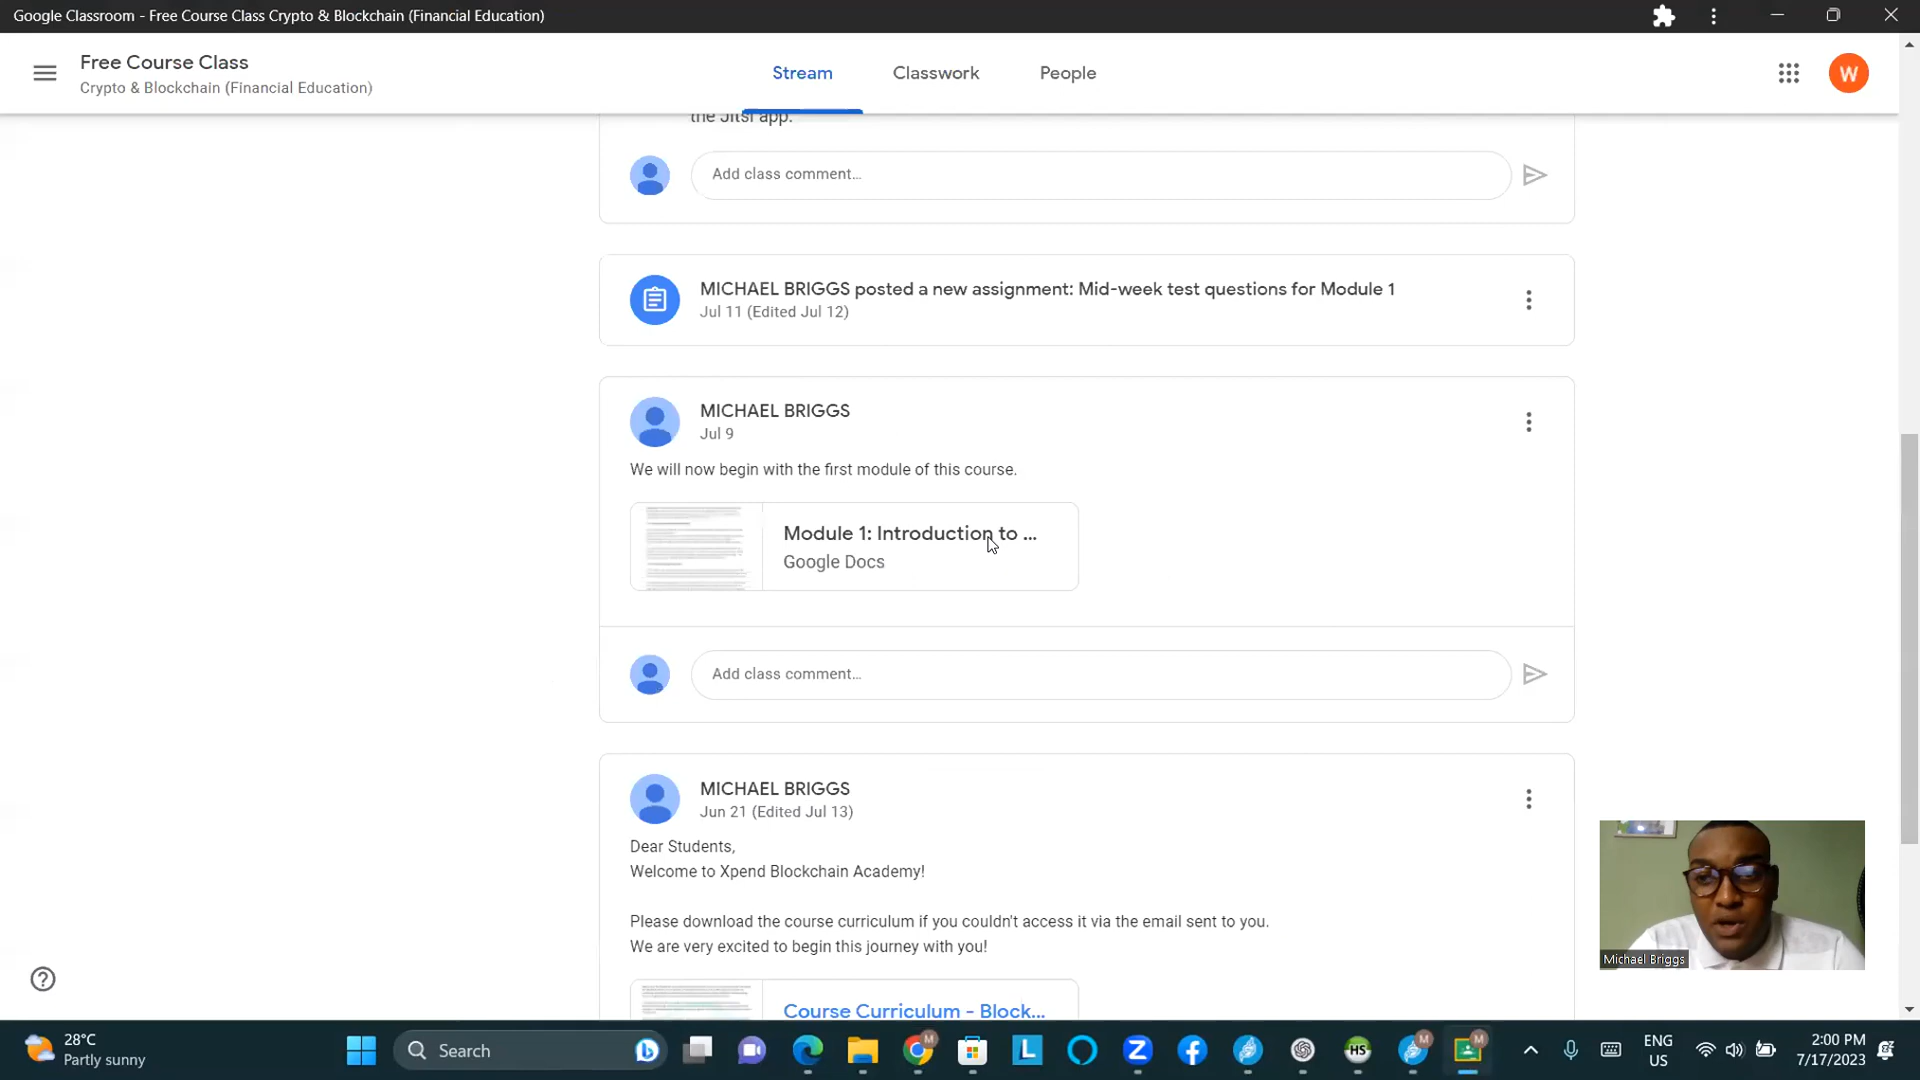 Google Classroom - Free Course Class Crypto & Blockchain (Financial Education)
Free Course Class
Crypto & Blockchain (Financial Education)
Stream
Classwork
People
W
the Jitsi app.
Add class comment…
MICHAEL BRIGGS posted a new assignment: Mid-week test questions for Module 1
Jul 11 (Edited Jul 12)
MICHAEL BRIGGS
Jul 9
We will now begin with the first module of this course.
Module 1: Introduction to ...
Google Docs
Add class comment…
MICHAEL BRIGGS
Jun 21 (Edited Jul 13)
Dear Students,
Welcome to Xpend Blockchain Academy!
Please download the course curriculum if you couldn't access it via the email sent to you.
We are very excited to begin this journey with you!
Course Curriculum - Block...
Michael Briggs
28°C
Partly sunny
Search
M
L
Z
HS
M
M
ENG
US
2:00 PM
7/17/2023